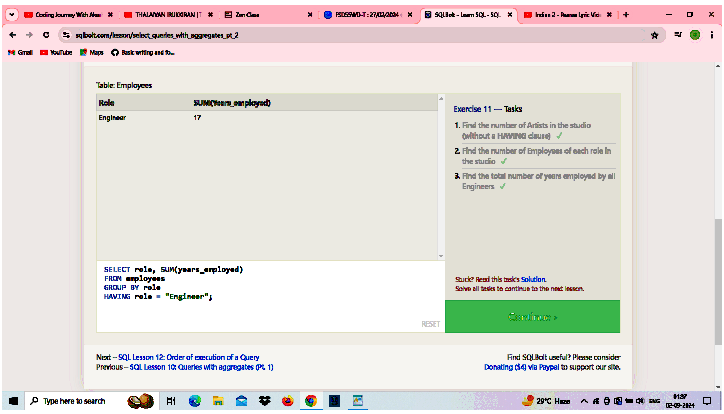 Coding Journey With Akas
THALAIVAN IRUKKIRAN | T
Zen Class
FSD55WD-T : 27/02/2024
SQLBolt - Learn SQL - SQL
Indian 2 - Paaraa Lyric Vid
sqlbolt.com/lesson/select_queries_with_aggregates_pt_2
Gmail
YouTube
Maps
Basic writing and fo...
Table: Employees
Role SUM(Years_employed)
Engineer 17
Exercise 11 — Tasks
1. Find the number of Artists in the studio
(without a HAVING clause) ✓
2. Find the number of Employees of each role in
the studio ✓
3. Find the total number of years employed by all
Engineers ✓
SELECT role, SUM(years_employed)
FROM employees
GROUP BY role
HAVING role = "Engineer";
RESET
Stuck? Read this task's Solution.
Solve all tasks to continue to the next lesson.
Continue ›
Next – SQL Lesson 12: Order of execution of a Query
Previous – SQL Lesson 10: Queries with aggregates (Pt. 1)
Find SQLBolt useful? Please consider
Donating ($4) via Paypal to support our site.
Type here to search
29°C Haze
ENG
01:37
02-09-2024